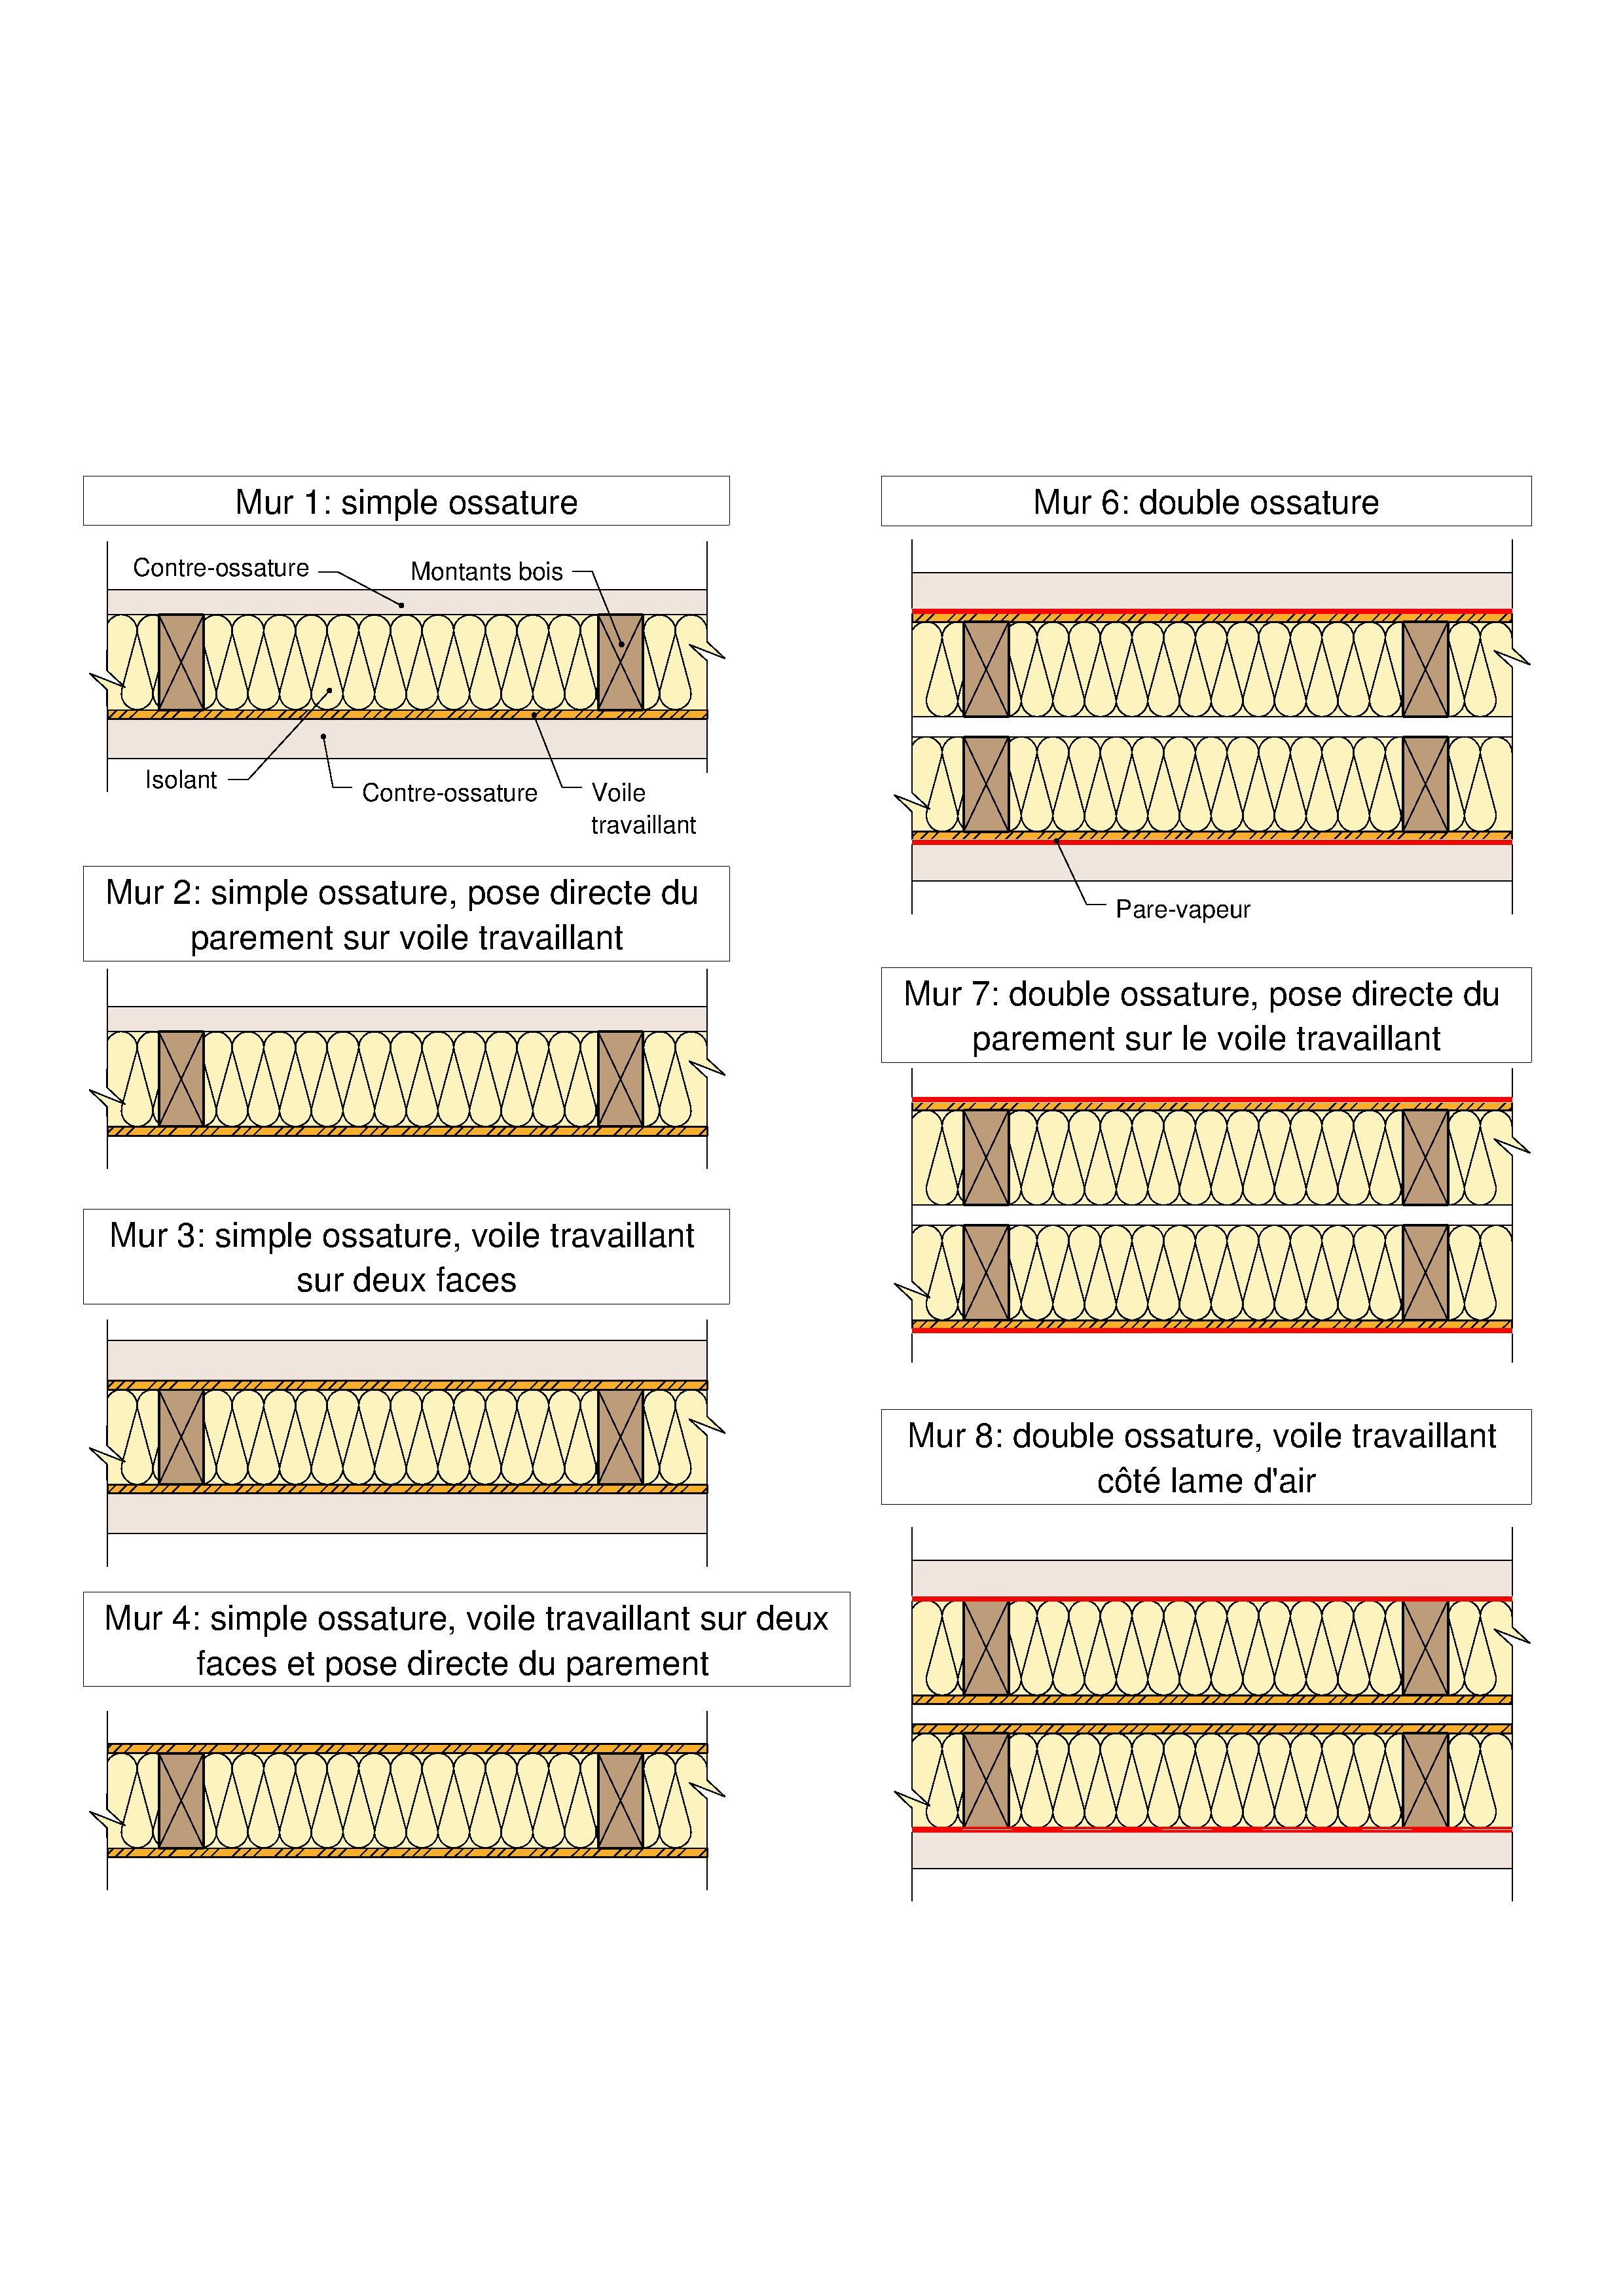 Mur 1: simple ossature
Contre-ossature
Montants bois
Isolant
Contre-ossature
Voile
travaillant
Mur 2: simple ossature, pose directe du
parement sur voile travaillant
Mur 3: simple ossature, voile travaillant
sur deux faces
Mur 4: simple ossature, voile travaillant sur deux
faces et pose directe du parement
Mur 6: double ossature
Pare-vapeur
Mur 7: double ossature, pose directe du
parement sur le voile travaillant
Mur 8: double ossature, voile travaillant
côté lame d'air